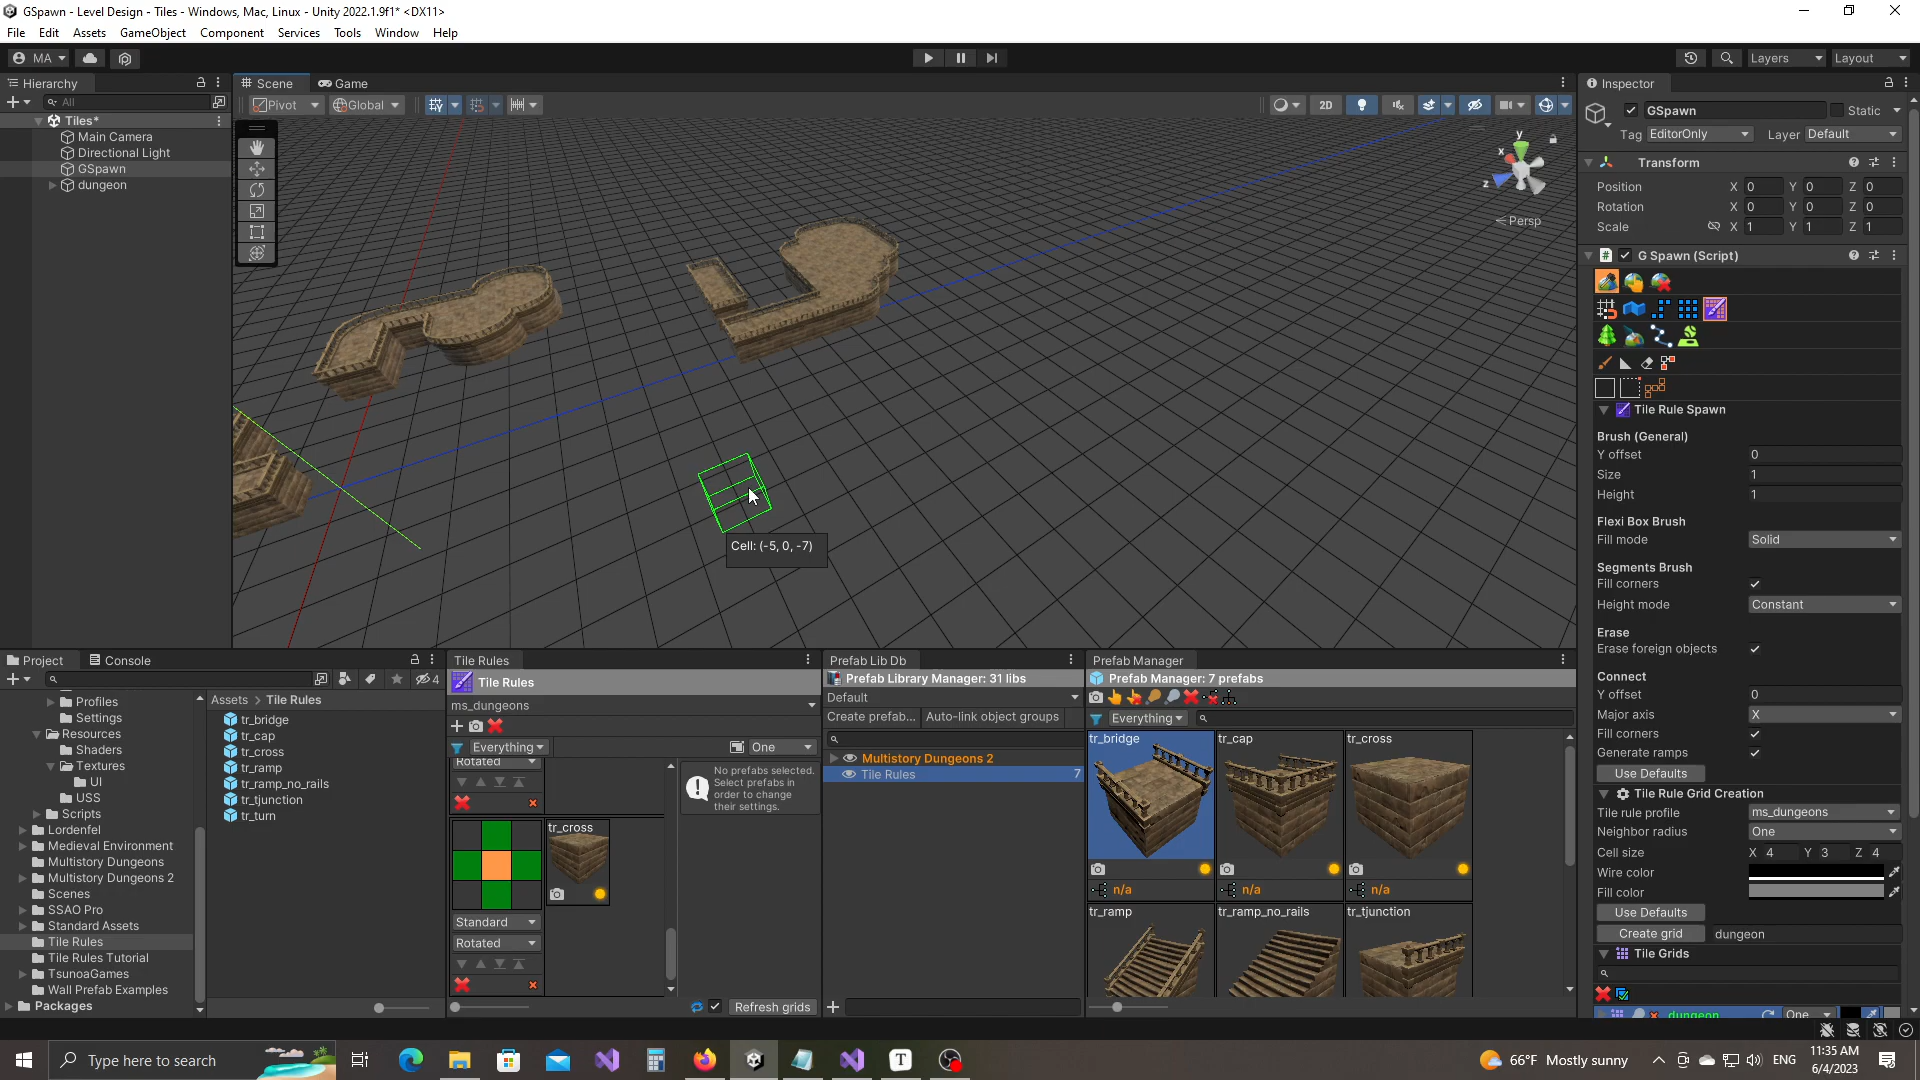 GSpawn - Level Design - Tiles - Windows, Mac, Linux - Unity 2022.1.9f1* <DX11>
File Edit Assets GameObject Component Services Tools Window Help
MA
Layers Layout
Hierarchy
All
Tiles*
Main Camera
Directional Light
GSpawn
dungeon
Scene Game
Pivot Global
2D
y
x
z
Persp
Cell: (-5, 0, -7)
Inspector
GSpawn Static
Tag EditorOnly Layer Default
Transform
Position X 0 Y 0 Z 0
Rotation X 0 Y 0 Z 0
Scale X 1 Y 1 Z 1
G Spawn (Script)
Tile Rule Spawn
Brush (General)
Y offset 0
Size 1
Height 1
Flexi Box Brush
Fill mode Solid
Segments Brush
Fill corners
Height mode Constant
Erase
Erase foreign objects
Connect
Y offset 0
Major axis X
Fill corners
Generate ramps
Use Defaults
Tile Rule Grid Creation
Tile rule profile ms_dungeons
Neighbor radius One
Cell size X 4 Y 3 Z 4
Wire color
Fill color
Use Defaults
Create grid dungeon
Tile Grids
dungeon One
Project Console
4
Profiles
Settings
Resources
Shaders
Textures
UI
USS
Scripts
Lordenfel
Medieval Environment
Multistory Dungeons
Multistory Dungeons 2
Scenes
SSAO Pro
Standard Assets
Tile Rules
Tile Rules Tutorial
TsunoaGames
Wall Prefab Examples
Packages
Assets > Tile Rules
tr_bridge
tr_cap
tr_cross
tr_ramp
tr_ramp_no_rails
tr_tjunction
tr_turn
Tile Rules
Tile Rules
ms_dungeons
Everything One
Rotated
tr_cross
Standard
Rotated
No prefabs selected. Select prefabs in order to change their settings.
Refresh grids
Prefab Lib Db
Prefab Library Manager: 31 libs
Default
Create prefab... Auto-link object groups
Multistory Dungeons 2
Tile Rules 7
Prefab Manager
Prefab Manager: 7 prefabs
Everything
tr_bridge tr_cap tr_cross
n/a n/a n/a
tr_ramp tr_ramp_no_rails tr_tjunction
Type here to search
T
66°F Mostly sunny
ENG
11:35 AM
6/4/2023